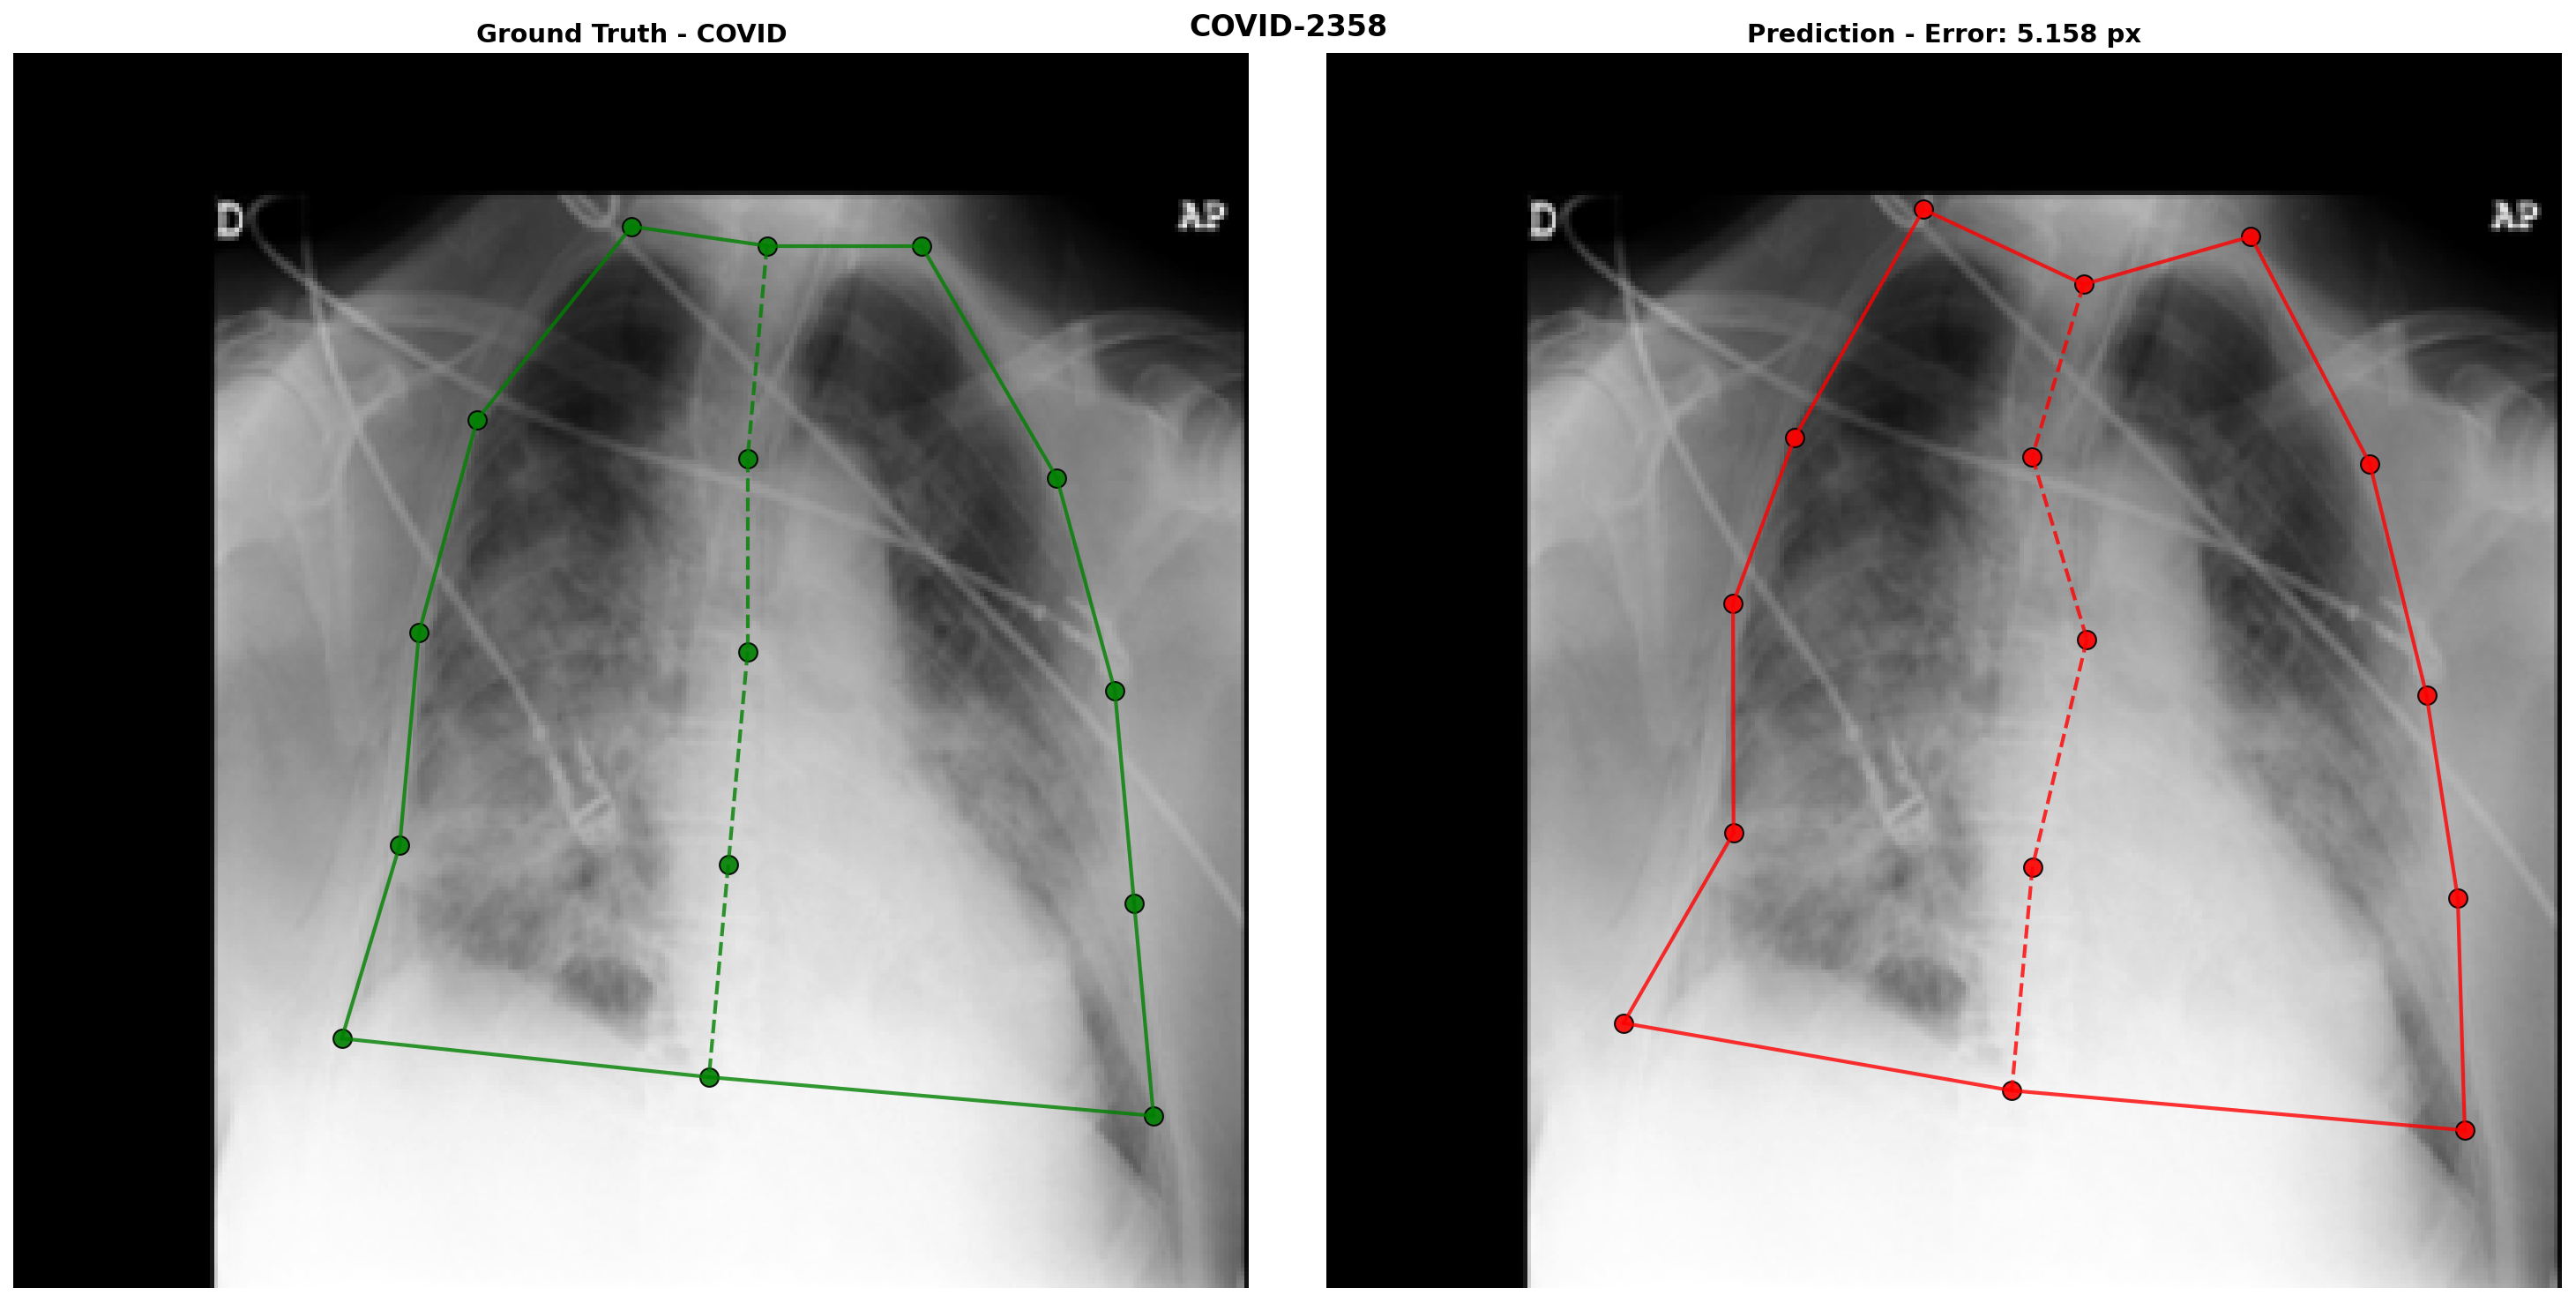 COVID-2358
Ground Truth - COVID
Prediction - Error: 5.158 px
D
AP
D
AP